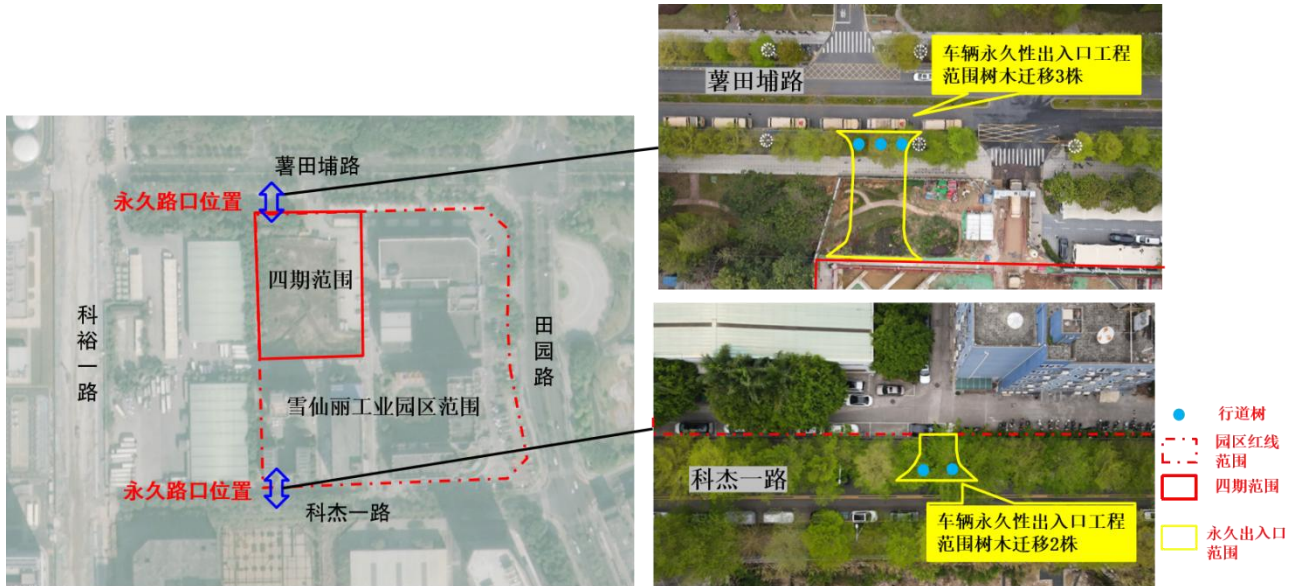 薯田埔路
永久路口位置
四期范围
科裕一路
田园路
雪仙丽工业园区范围
永久路口位置
科杰一路
薯田埔路
车辆永久性出入口工程
范围树木迁移3株
科杰一路
车辆永久性出入口工程
范围树木迁移2株
行道树
园区红线
范围
四期范围
永久出入口
范围